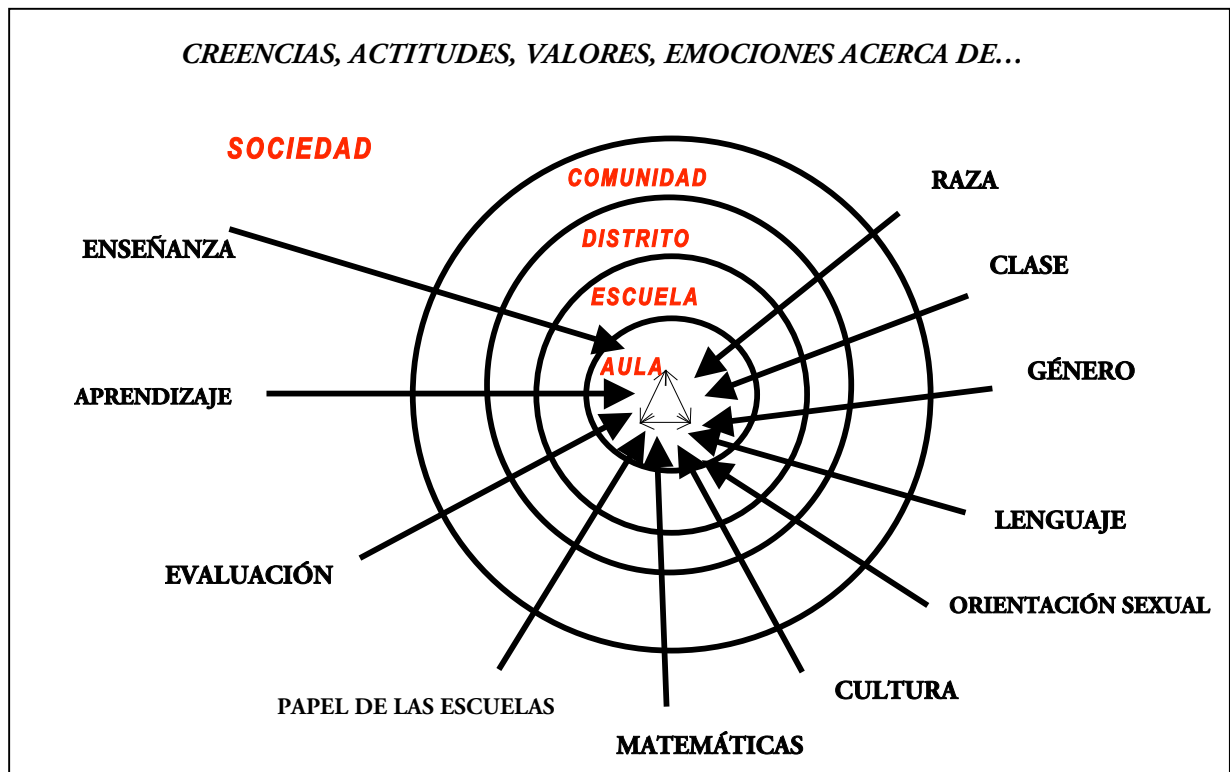 CREENCIAS, ACTITUDES, VALORES, EMOCIONES ACERCA DE...
SOCIEDAD
COMUNIDAD
DISTRITO
ESCUELA
AULA
ENSEÑANZA
APRENDIZAJE
EVALUACIÓN
PAPEL DE LAS ESCUELAS
MATEMÁTICAS
CULTURA
ORIENTACIÓN SEXUAL
LENGUAJE
GÉNERO
CLASE
RAZA